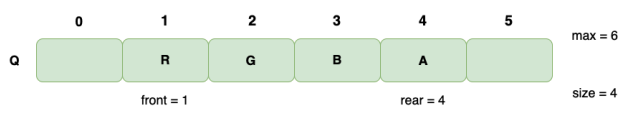 0 1 2 3 4 5
max = 6
Q R G B A
size = 4
front = 1 rear = 4